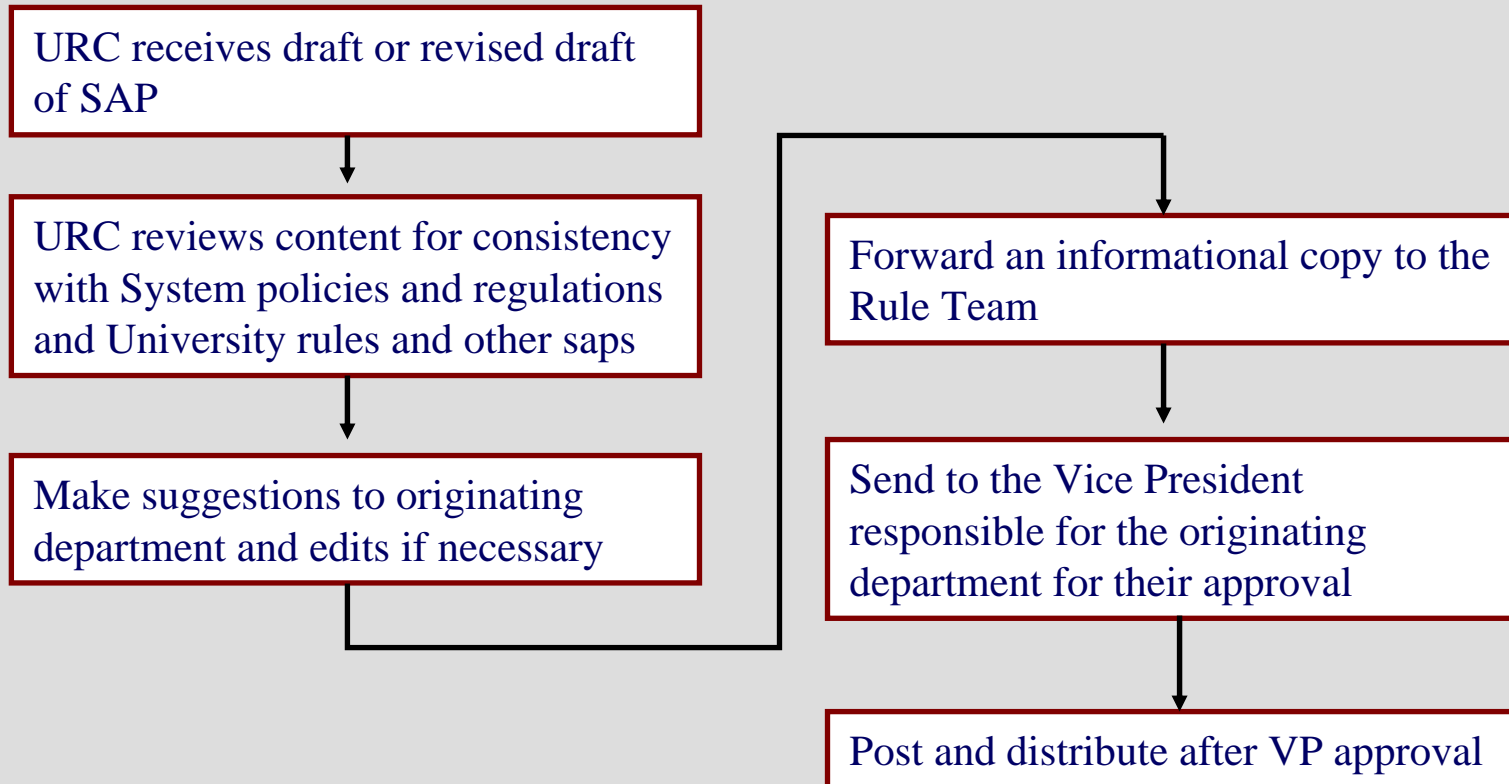 URC receives draft or revised draft
of SAP
URC reviews content for consistency
with System policies and regulations
and University rules and other saps
Make suggestions to originating
department and edits if necessary
Forward an informational copy to the
Rule Team
Send to the Vice President
responsible for the originating
department for their approval
Post and distribute after VP approval